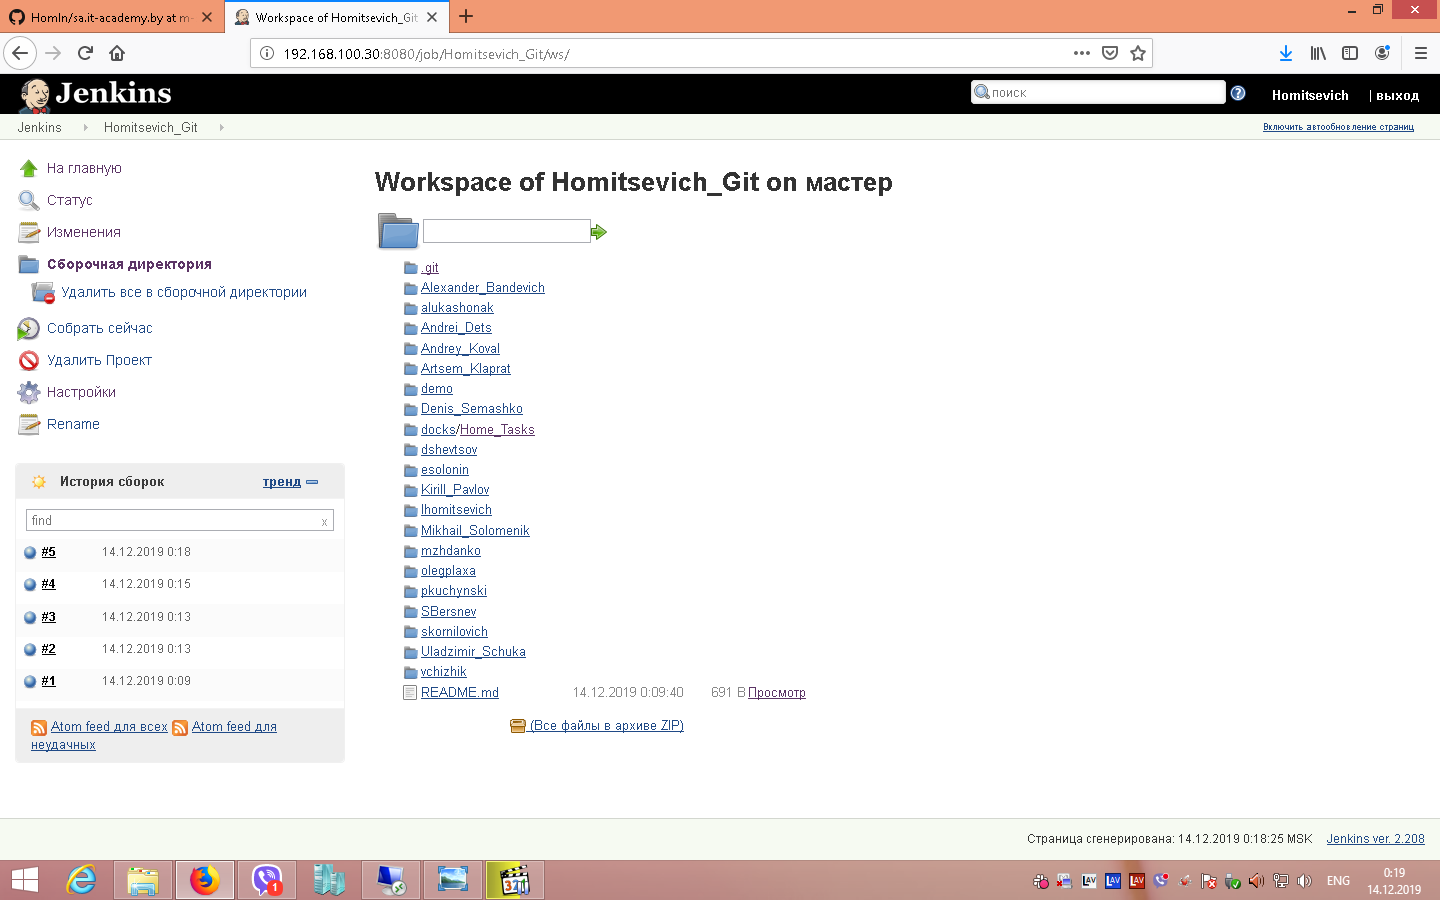 HomIn/sa.it-academy.by at m-
Workspace of Homitsevich_Git
192.168.100.30:8080/job/Homitsevich_Git/ws/
Jenkins
поиск
Homitsevich
| выход
Jenkins
Homitsevich_Git
Включить автообновление страниц
На главную
Статус
Изменения
Сборочная директория
Удалить все в сборочной директории
Собрать сейчас
Удалить Проект
Настройки
Rename
История сборок
тренд
find
x
#5 14.12.2019 0:18
#4 14.12.2019 0:15
#3 14.12.2019 0:13
#2 14.12.2019 0:13
#1 14.12.2019 0:09
Atom feed для всех Atom feed для
неудачных
Workspace of Homitsevich_Git on мастер
.git
Alexander_Bandevich
alukashonak
Andrei_Dets
Andrey_Koval
Artsem_Klaprat
demo
Denis_Semashko
docks/Home_Tasks
dshevtsov
esolonin
Kirill_Pavlov
lhomitsevich
Mikhail_Solomenik
mzhdanko
olegplaxa
pkuchynski
SBersnev
skornilovich
Uladzimir_Schuka
vchizhik
README.md 14.12.2019 0:09:40 691 B Просмотр
(Все файлы в архиве ZIP)
Страница сгенерирована: 14.12.2019 0:18:25 MSK
Jenkins ver. 2.208
1
321
LAV
LAV
LAV
ENG
0:19
14.12.2019